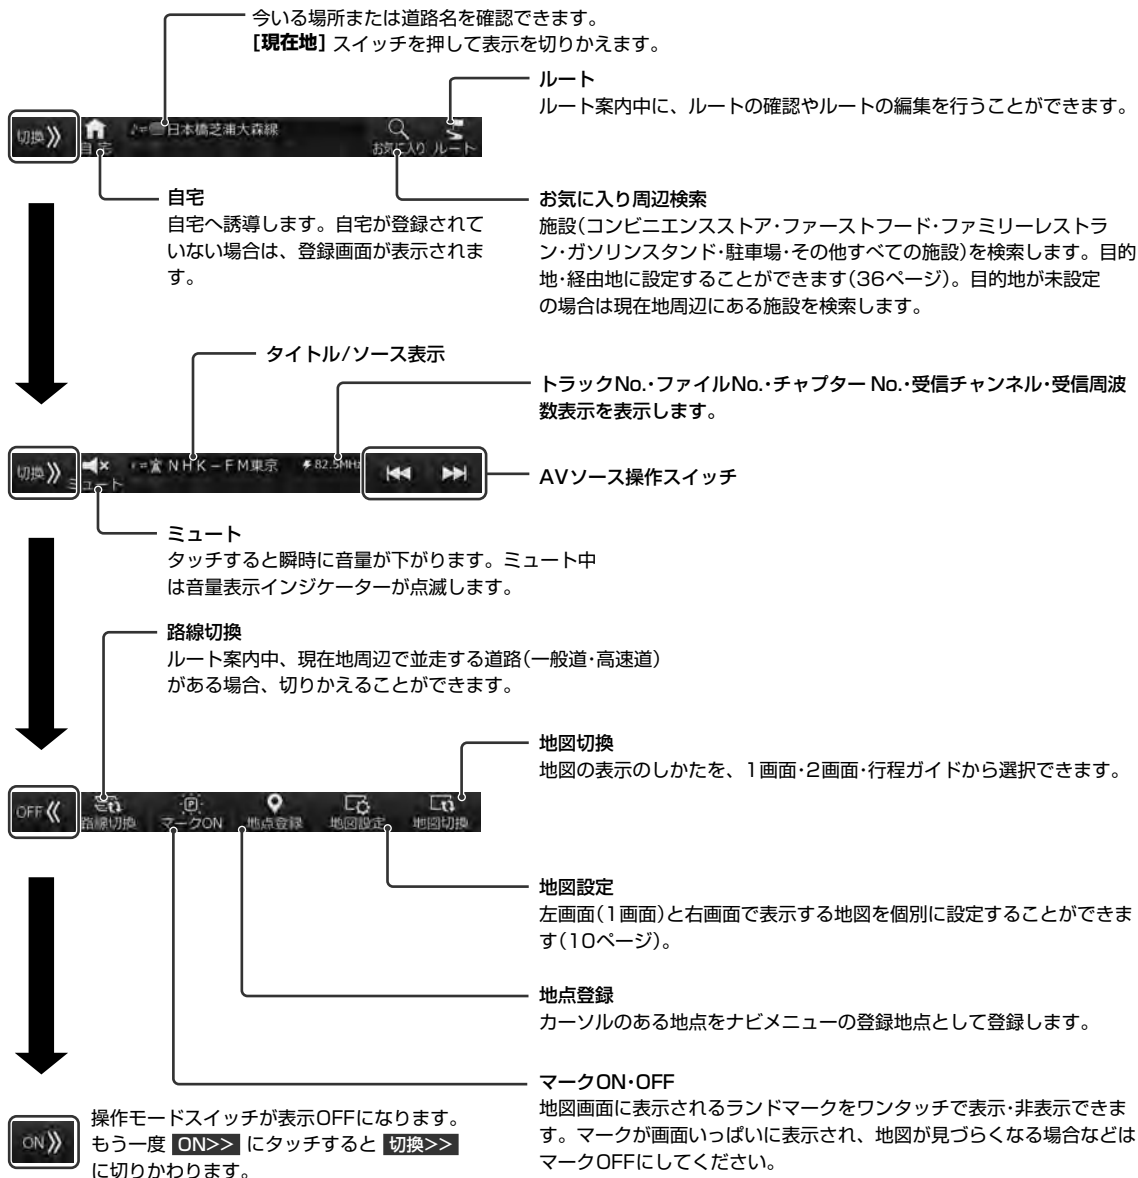 今いる場所または道路名を確認できます。
[現在地] スイッチを押して表示を切りかえます。
ルート
ルート案内中に、ルートの確認やルートの編集を行うことができます。
切換》 自宅 日本橋芝浦大森線 お気に入り ルート
自宅
自宅へ誘導します。自宅が登録されて
いない場合は、登録画面が表示されま
す。
お気に入り周辺検索
施設(コンビニエンスストア・ファーストフード・ファミリーレストラ
ン・ガソリンスタンド・駐車場・その他すべての施設)を検索します。目的
地・経由地に設定することができます(36ページ)。目的地が未設定
の場合は現在地周辺にある施設を検索します。
タイトル/ソース表示
トラックNo.・ファイルNo.・チャプター No.・受信チャンネル・受信周波
数表示を表示します。
切換》 ミュート NHK－FM東京 82.5MHz
AVソース操作スイッチ
ミュート
タッチすると瞬時に音量が下がります。ミュート中
は音量表示インジケーターが点滅します。
路線切換
ルート案内中、現在地周辺で並走する道路(一般道・高速道)
がある場合、切りかえることができます。
地図切換
地図の表示のしかたを、1画面・2画面・行程ガイドから選択できます。
OFF《 路線切換 マークON 地点登録 地図設定 地図切換
地図設定
左画面(1画面)と右画面で表示する地図を個別に設定することができま
す(10ページ)。
地点登録
カーソルのある地点をナビメニューの登録地点として登録します。
マークON・OFF
地図画面に表示されるランドマークをワンタッチで表示・非表示できま
す。マークが画面いっぱいに表示され、地図が見づらくなる場合などは
マークOFFにしてください。
ON》
操作モードスイッチが表示OFFになります。
もう一度 ON>> にタッチすると 切換>>
に切りかわります。